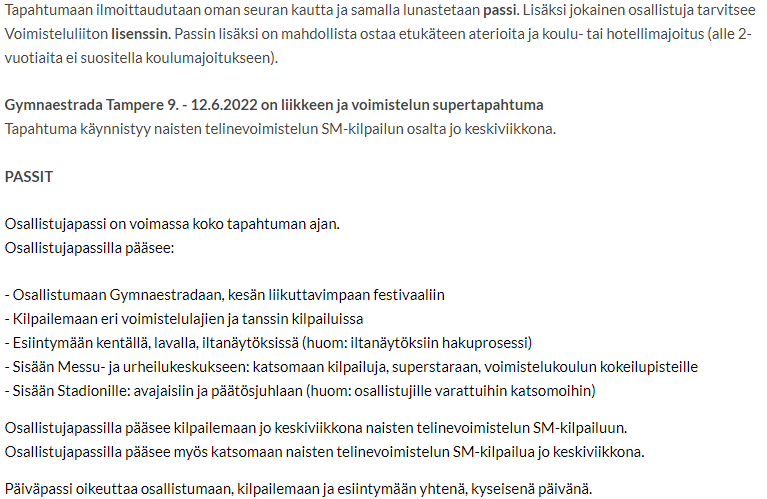 Tapahtumaan ilmoittaudutaan oman seuran kautta ja samalla lunastetaan passi. Lisäksi jokainen osallistuja tarvitsee
Voimisteluliiton lisenssin. Passin lisäksi on mahdollista ostaa etukäteen aterioita ja koulu- tai hotellimajoitus (alle 2-
vuotiaita ei suositella koulumajoitukseen).
Gymnaestrada Tampere 9. - 12.6.2022 on liikkeen ja voimistelun supertapahtuma
Tapahtuma käynnistyy naisten telinevoimistelun SM-kilpailun osalta jo keskiviikkona.
PASSIT
Osallistujapassi on voimassa koko tapahtuman ajan.
Osallistujapassilla pääsee:
- Osallistumaan Gymnaestradaan, kesän liikuttavimpaan festivaaliin
- Kilpailemaan eri voimistelulajien ja tanssin kilpailuissa
- Esiintymään kentällä, lavalla, iltanäytöksissä (huom: iltanäytöksiin hakuprosessi)
- Sisään Messu- ja urheilukeskukseen: katsomaan kilpailuja, superstaraan, voimistelukoulun kokeilupisteille
- Sisään Stadionille: avajaisiin ja päätösjuhlaan (huom: osallistujille varattuihin katsomoihin)
Osallistujapassilla pääsee kilpailemaan jo keskiviikkona naisten telinevoimistelun SM-kilpailuun.
Osallistujapassilla pääsee myös katsomaan naisten telinevoimistelun SM-kilpailua jo keskiviikkona.
Päiväpassi oikeuttaa osallistumaan, kilpailemaan ja esiintymään yhtenä, kyseisenä päivänä.